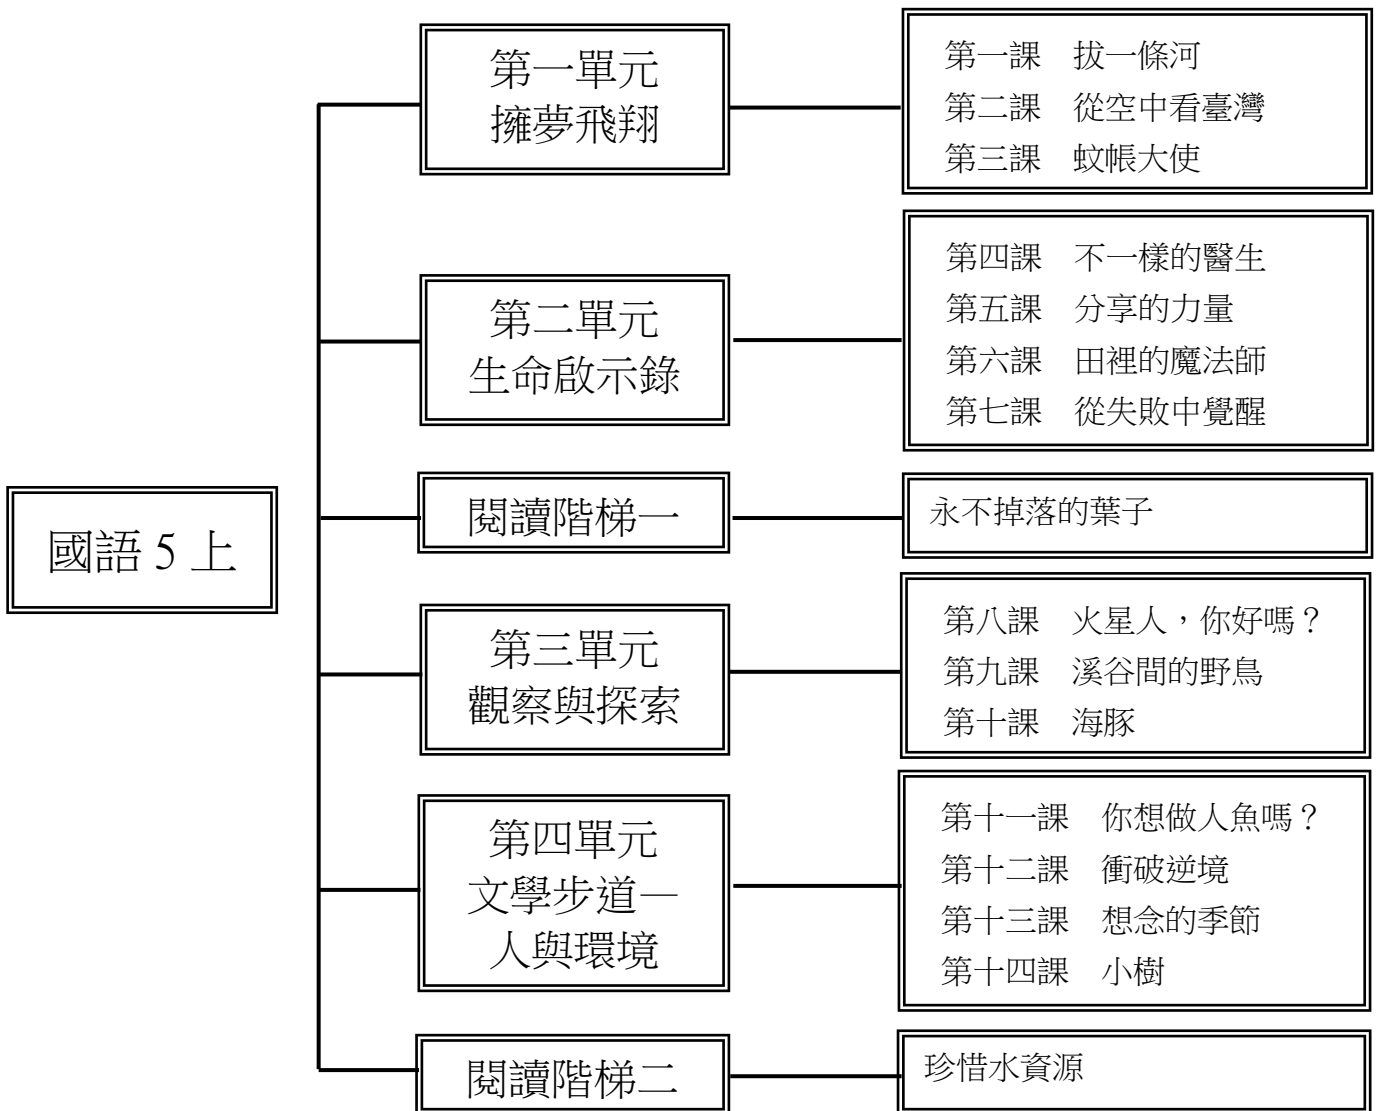 國語 5 上
第一單元
擁夢飛翔
第一課 拔一條河
第二課 從空中看臺灣
第三課 蚊帳大使
第二單元
生命啟示錄
第四課 不一樣的醫生
第五課 分享的力量
第六課 田裡的魔法師
第七課 從失敗中覺醒
閱讀階梯一
永不掉落的葉子
第三單元
觀察與探索
第八課 火星人，你好嗎？
第九課 溪谷間的野鳥
第十課 海豚
第四單元
文學步道—
人與環境
第十一課 你想做人魚嗎？
第十二課 衝破逆境
第十三課 想念的季節
第十四課 小樹
閱讀階梯二
珍惜水資源